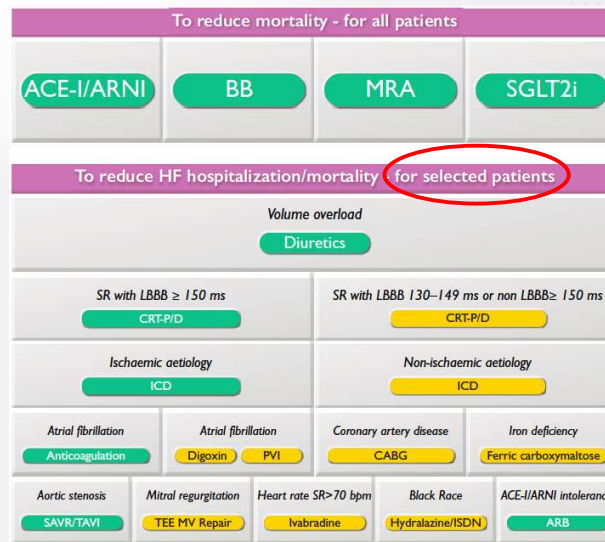 To reduce mortality - for all patients
ACE-I/ARNI BB MRA SGLT2i
To reduce HF hospitalization/mortality - for selected patients
Volume overload
Diuretics
SR with LBBB ≥ 150 ms SR with LBBB 130–149 ms or non LBBB≥ 150 ms
CRT-P/D CRT-P/D
Ischaemic aetiology Non-ischaemic aetiology
ICD ICD
Atrial fibrillation Atrial fibrillation Coronary artery disease Iron deficiency
Anticoagulation Digoxin PVI CABG Ferric carboxymaltose
Aortic stenosis Mitral regurgitation Heart rate SR>70 bpm Black Race ACE-I/ARNI intoleranc
SAVR/TAVI TEE MV Repair Ivabradine Hydralazine/ISDN ARB